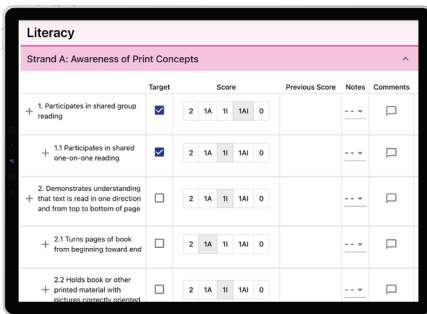 Literacy
Strand A: Awareness of Print Concepts
Target Score Previous Score Notes Comments
1. Participates in shared group
reading
2 1A 1I 1AI 0 --
1.1 Participates in shared
one-on-one reading
2 1A 1I 1AI 0 --
2. Demonstrates understanding
that text is read in one direction
and from top to bottom of page
2 1A 1I 1AI 0 --
2.1 Turns pages of book
from beginning toward end
2 1A 1I 1AI 0 --
2.2 Holds book or other
printed material with
pictures correctly oriented
2 1A 1I 1AI 0 --